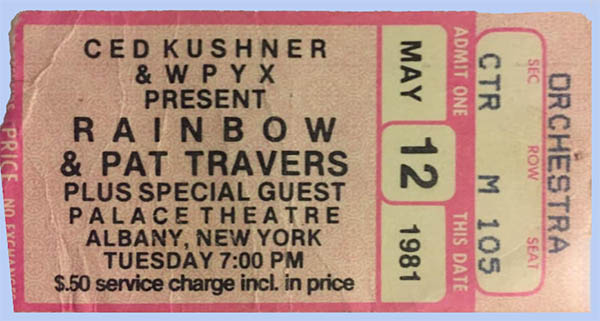 CED KUSHNER
& WPYX
PRESENT
RAINBOW
& PAT TRAVERS
PLUS SPECIAL GUEST
PALACE THEATRE
ALBANY, NEW YORK
TUESDAY 7:00 PM
$.50 service charge incl. in price
PRICE
MAY
12
1981
ADMIT ONE
THIS DATE
SEC ROW SEAT
CTR M 105
ORCHESTRA